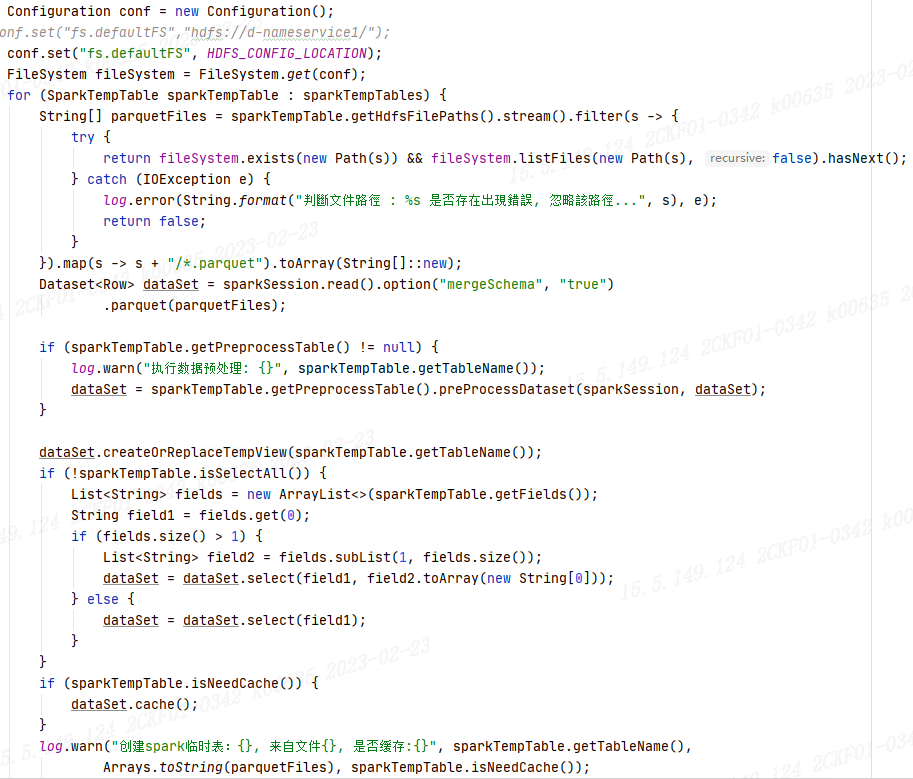 Configuration conf = new Configuration();
onf.set("fs.defaultFS","hdfs://d-nameservice1/");
conf.set("fs.defaultFS", HDFS_CONFIG_LOCATION);
FileSystem fileSystem = FileSystem.get(conf);
for (SparkTempTable sparkTempTable : sparkTempTables) {
String[] parquetFiles = sparkTempTable.getHdfsFilePaths().stream().filter(s -> {
try {
return fileSystem.exists(new Path(s)) && fileSystem.listFiles(new Path(s), recursive: false).hasNext();
} catch (IOException e) {
log.error(String.format("判斷文件路徑 : %s 是否存在出現錯誤, 忽略該路徑...", s), e);
return false;
}
}).map(s -> s + "/*.parquet").toArray(String[]::new);
Dataset<Row> dataSet = sparkSession.read().option("mergeSchema", "true")
.parquet(parquetFiles);
if (sparkTempTable.getPreprocessTable() != null) {
log.warn("执行数据预处理: {}", sparkTempTable.getTableName());
dataSet = sparkTempTable.getPreprocessTable().preProcessDataset(sparkSession, dataSet);
}
dataSet.createOrReplaceTempView(sparkTempTable.getTableName());
if (!sparkTempTable.isSelectAll()) {
List<String> fields = new ArrayList<>(sparkTempTable.getFields());
String field1 = fields.get(0);
if (fields.size() > 1) {
List<String> field2 = fields.subList(1, fields.size());
dataSet = dataSet.select(field1, field2.toArray(new String[0]));
} else {
dataSet = dataSet.select(field1);
}
}
if (sparkTempTable.isNeedCache()) {
dataSet.cache();
}
log.warn("创建spark临时表: {}, 来自文件{}, 是否缓存:{}", sparkTempTable.getTableName(),
Arrays.toString(parquetFiles), sparkTempTable.isNeedCache());
15.5.149.124 2CKF01-0342 k00635 2023-02-23